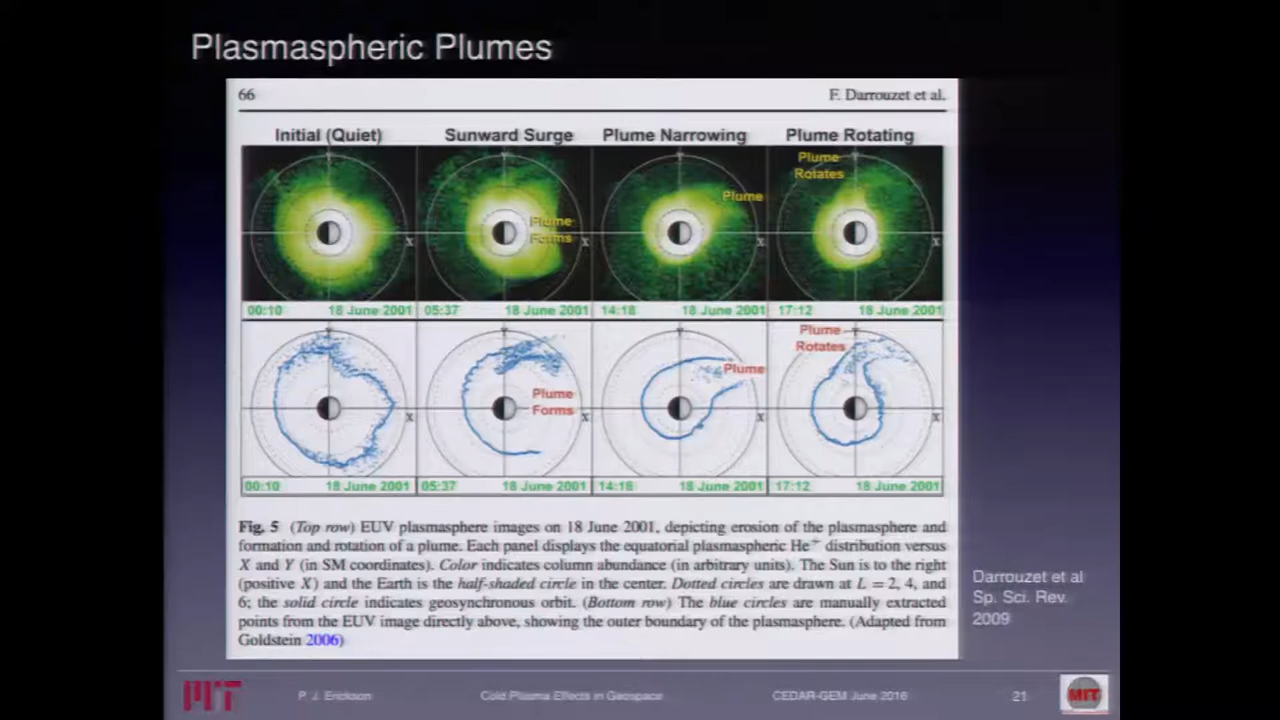 Plasmaspheric Plumes
66 F. Darrouzet et al.
Initial (Quiet) Sunward Surge Plume Narrowing Plume Rotating
Plume
Rotates
Plume
Plume
Forms
X X X X
00:10 18 June 2001 05:37 18 June 2001 14:18 18 June 2001 17:12 18 June 2001
Plume
Rotates
Plume
Plume
Forms
X X X X
00:10 18 June 2001 05:37 18 June 2001 14:18 18 June 2001 17:12 18 June 2001
Fig. 5 (Top row) EUV plasmasphere images on 18 June 2001, depicting erosion of the plasmasphere and
formation and rotation of a plume. Each panel displays the equatorial plasmaspheric He+ distribution versus
X and Y (in SM coordinates). Color indicates column abundance (in arbitrary units). The Sun is to the right
(positive X) and the Earth is the half-shaded circle in the center. Dotted circles are drawn at L = 2, 4, and
6; the solid circle indicates geosynchronous orbit. (Bottom row) The blue circles are manually extracted
points from the EUV image directly above, showing the outer boundary of the plasmasphere. (Adapted from
Goldstein 2006)
Darrouzet et al
Sp. Sci. Rev.
2009
MIT P. J. Erickson Cold Plasma Effects in Geospace CEDAR-GEM June 2016 21 MIT